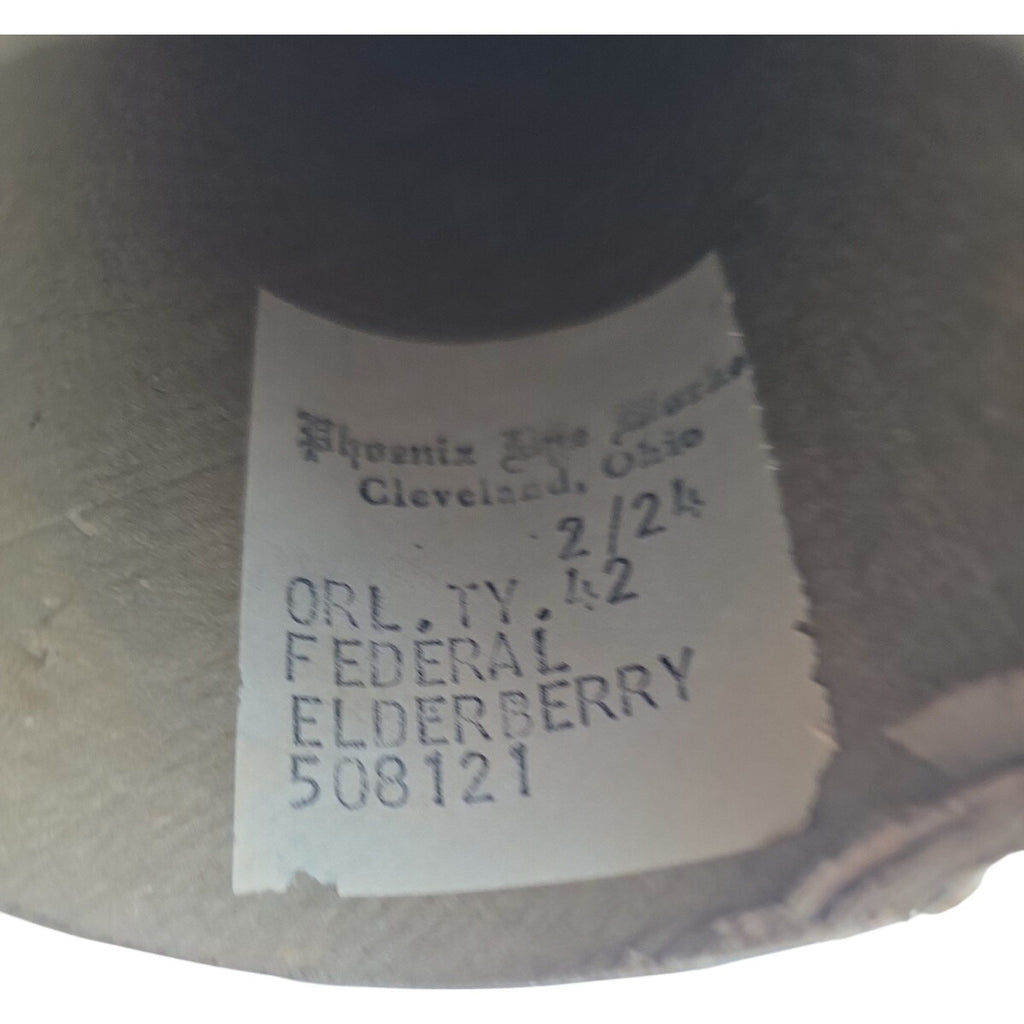 Phoenix Dye Works
Cleveland, Ohio
2/24
ORL.TY.42
FEDERAL
ELDERBERRY
508121